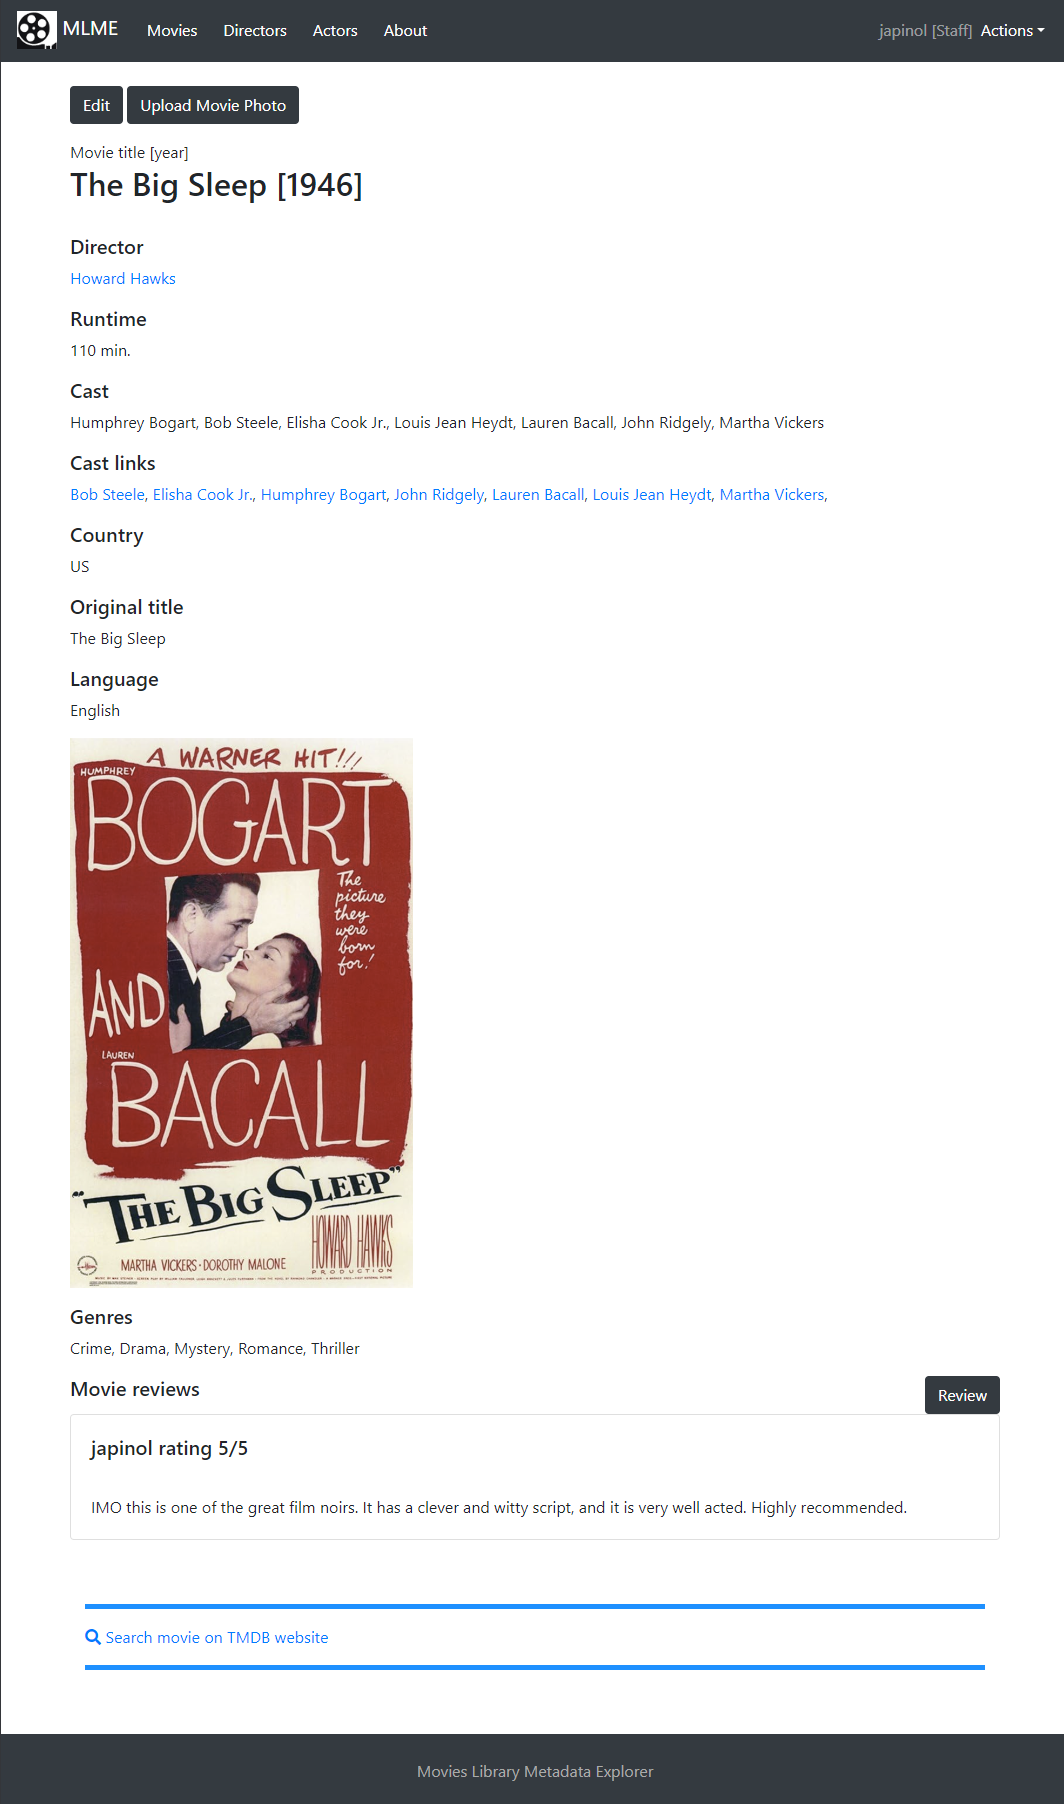 MLME Movies Directors Actors About japinol [Staff] Actions
Edit Upload Movie Photo
Movie title [year]
The Big Sleep [1946]
Director
Howard Hawks
Runtime
110 min.
Cast
Humphrey Bogart, Bob Steele, Elisha Cook Jr., Louis Jean Heydt, Lauren Bacall, John Ridgely, Martha Vickers
Cast links
Bob Steele, Elisha Cook Jr., Humphrey Bogart, John Ridgely, Lauren Bacall, Louis Jean Heydt, Martha Vickers,
Country
US
Original title
The Big Sleep
Language
English
A WARNER HIT!!!
HUMPHREY
BOGART
The
picture
they
were
born
for!
AND
LAUREN
BACALL
"THE BIG SLEEP"
HOWARD HAWKS
PRODUCTION
MARTHA VICKERS · DOROTHY MALONE
Genres
Crime, Drama, Mystery, Romance, Thriller
Movie reviews
Review
japinol rating 5/5
IMO this is one of the great film noirs. It has a clever and witty script, and it is very well acted. Highly recommended.
Search movie on TMDB website
Movies Library Metadata Explorer